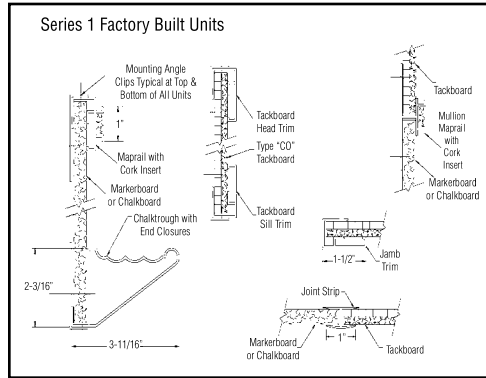 Series 1 Factory Built Units
Mounting Angle
Clips Typical at Top &
Bottom of All Units
1"
Maprail with
Cork Insert
Markerboard
or Chalkboard
Chalktrough with
End Closures
2-3/16"
3-11/16"
Tackboard
Head Trim
Type "CO"
Tackboard
Tackboard
Sill Trim
Tackboard
Mullion
Maprail
with
Cork
Insert
Markerboard
or Chalkboard
1-1/2"
Jamb
Trim
Joint Strip
Markerboard
or Chalkboard
1"
Tackboard